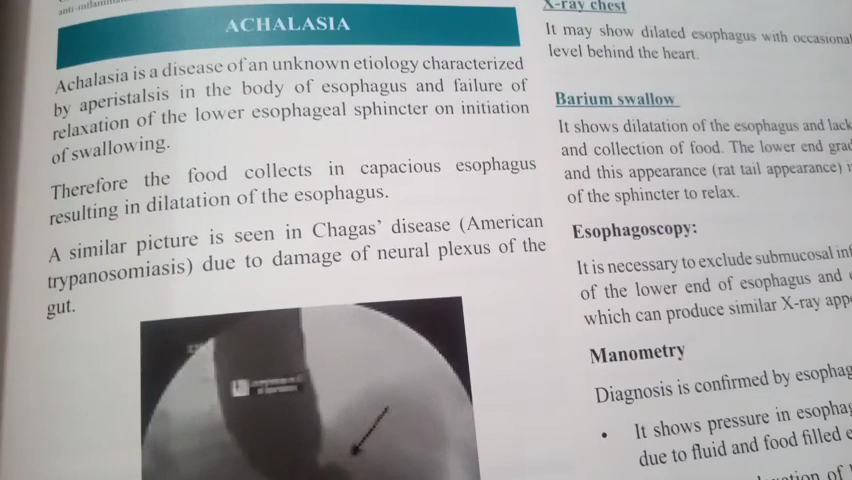 ACHALASIA
Achalasia is a disease of an unknown etiology characterized
by aperistalsis in the body of esophagus and failure of
relaxation of the lower esophageal sphincter on initiation
of swallowing.
Therefore the food collects in capacious esophagus
resulting in dilatation of the esophagus.
A similar picture is seen in Chagas' disease (American
trypanosomiasis) due to damage of neural plexus of the
gut.
X-ray chest
It may show dilated esophagus with occasional
level behind the heart.
Barium swallow
It shows dilatation of the esophagus and lack
and collection of food. The lower end
and this appearance (rat tail appearance)
of the sphincter to relax.
Esophagoscopy:
It is necessary to exclude submucosal
of the lower end of esophagus and
which can produce similar X-ray
Manometry
Diagnosis is confirmed by
• It shows pressure in
due to fluid and food filled
of